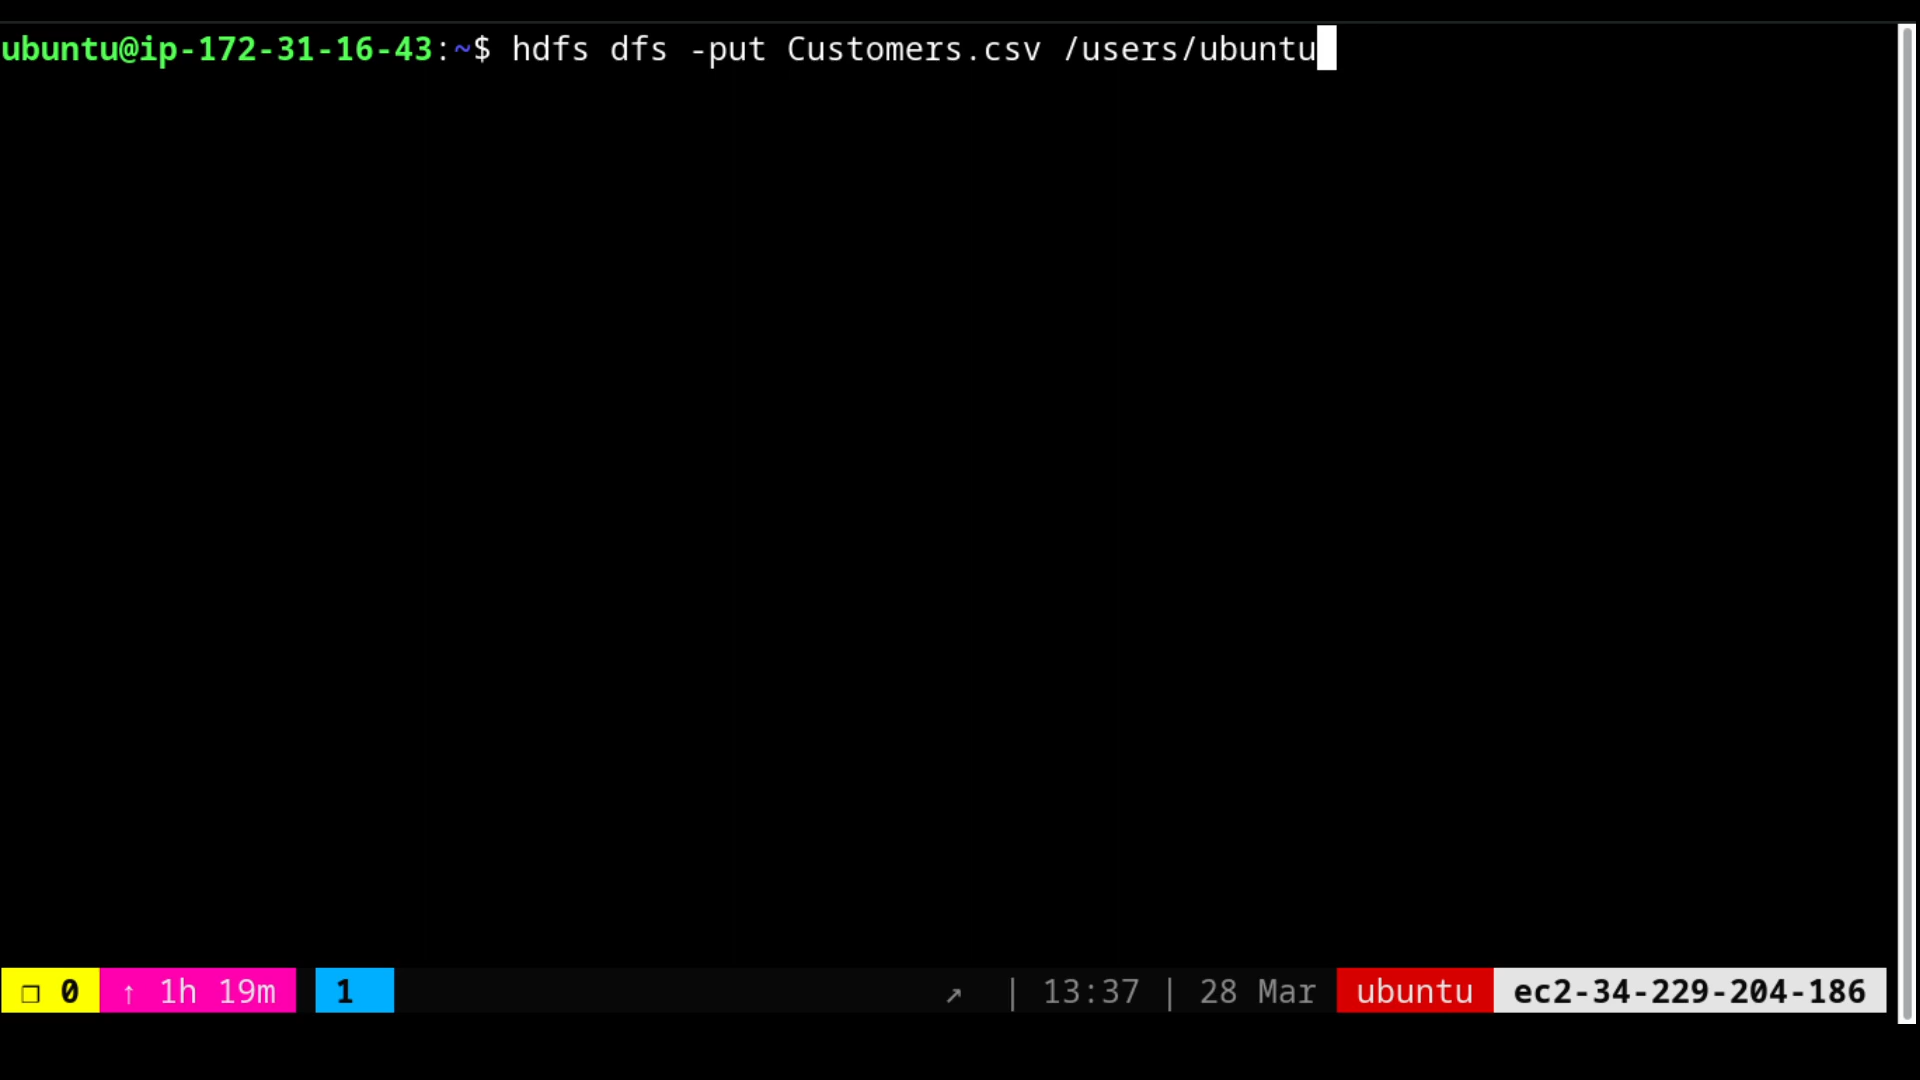 ubuntu@ip-172-31-16-43:~$ hdfs dfs -put Customers.csv /users/ubuntu
❐ 0 ↑ 1h 19m 1 ↗ | 13:37 | 28 Mar ubuntu ec2-34-229-204-186